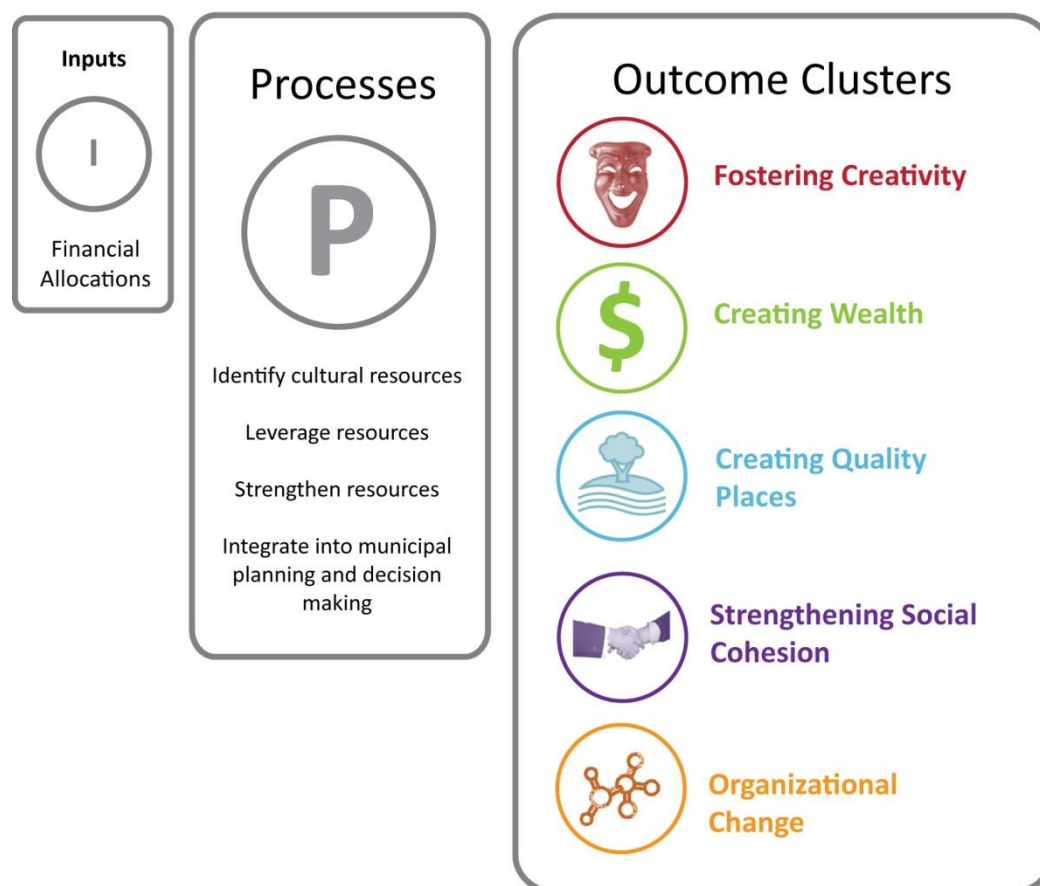 Inputs
I
Financial
Allocations
Processes
P
Identify cultural resources
Leverage resources
Strengthen resources
Integrate into municipal
planning and decision
making
Outcome Clusters
Fostering Creativity
$
Creating Wealth
Creating Quality
Places
Strengthening Social
Cohesion
Organizational
Change